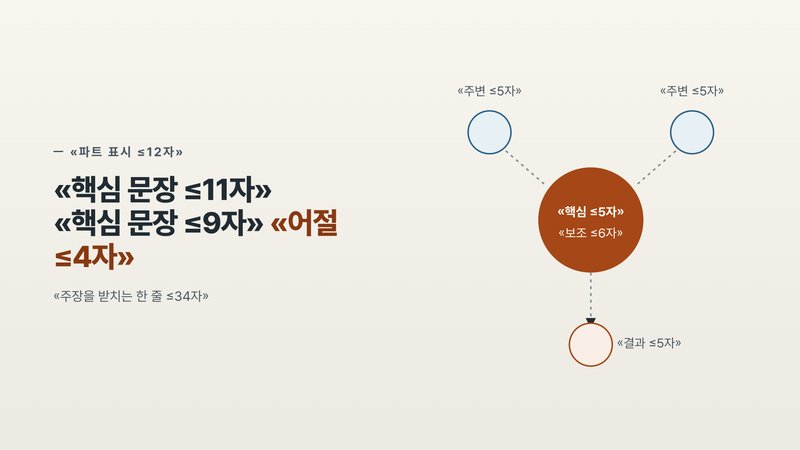 — «파트 표시 ≤12자»
«핵심 문장 ≤11자»
«핵심 문장 ≤9자» «어절
≤4자»
«주장을 받치는 한 줄 ≤34자»
«주변 ≤5자»
«주변 ≤5자»
«핵심 ≤5자»
«보조 ≤6자»
«결과 ≤5자»